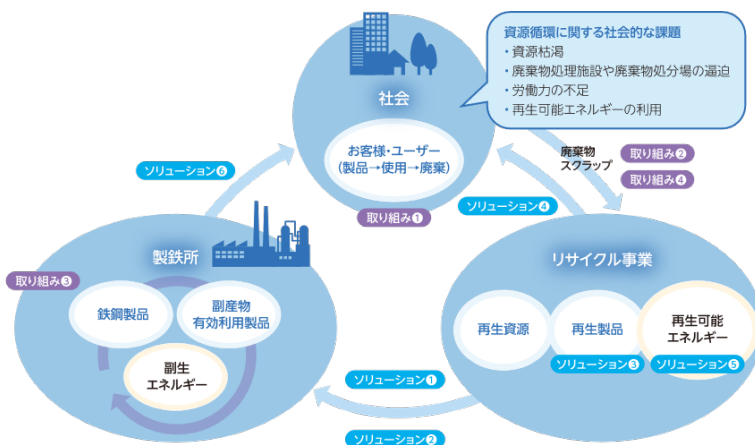 資源循環に関する社会的な課題
・資源枯渇
・廃棄物処理施設や廃棄物処分場の逼迫
・労働力の不足
・再生可能エネルギーの利用
社会
お客様・ユーザー
(製品→使用→廃棄)
取り組み❶
ソリューション❻
廃棄物
スクラップ
取り組み❷
取り組み❹
ソリューション❹
製鉄所
取り組み❸
鉄鋼製品
副産物
有効利用製品
副生
エネルギー
リサイクル事業
再生資源
再生製品
再生可能
エネルギー
ソリューション❸
ソリューション❺
ソリューション❶
ソリューション❷